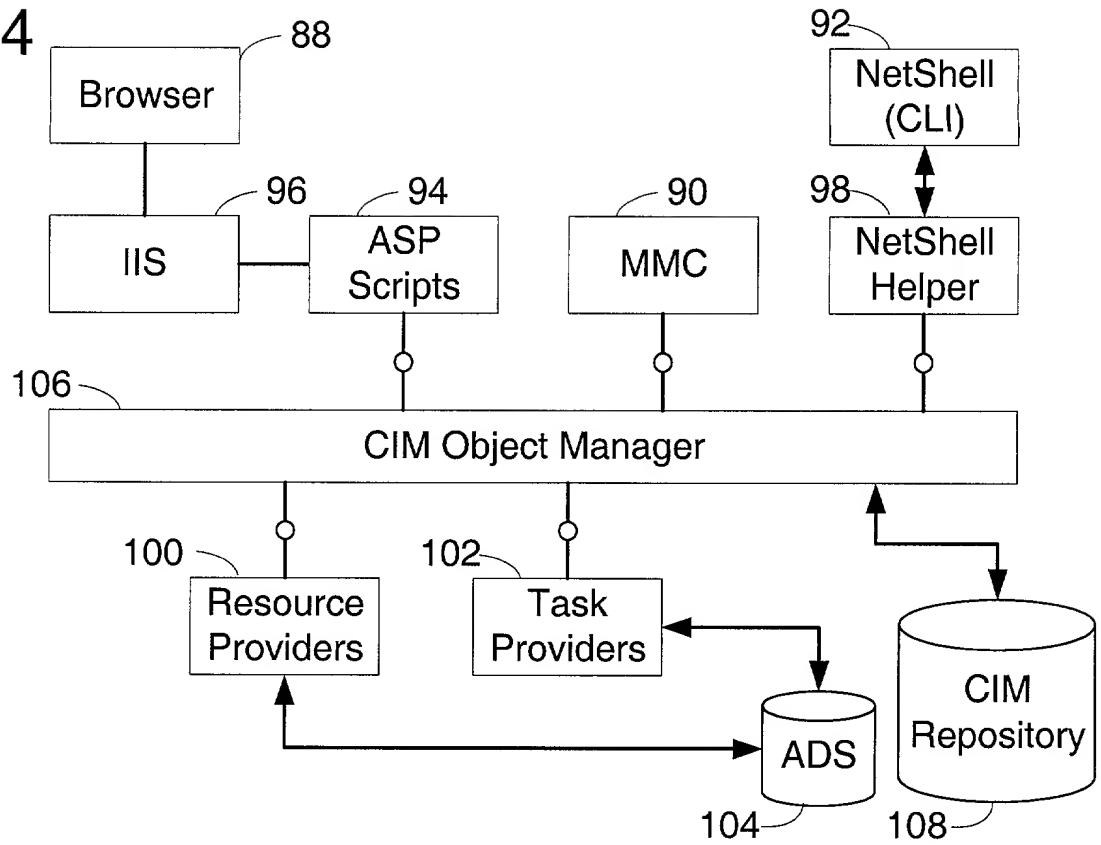 4
88
Browser
92
NetShell
(CLI)
96
IIS
94
ASP
Scripts
90
MMC
98
NetShell
Helper
106
CIM Object Manager
100
Resource
Providers
102
Task
Providers
ADS
104
CIM
Repository
108